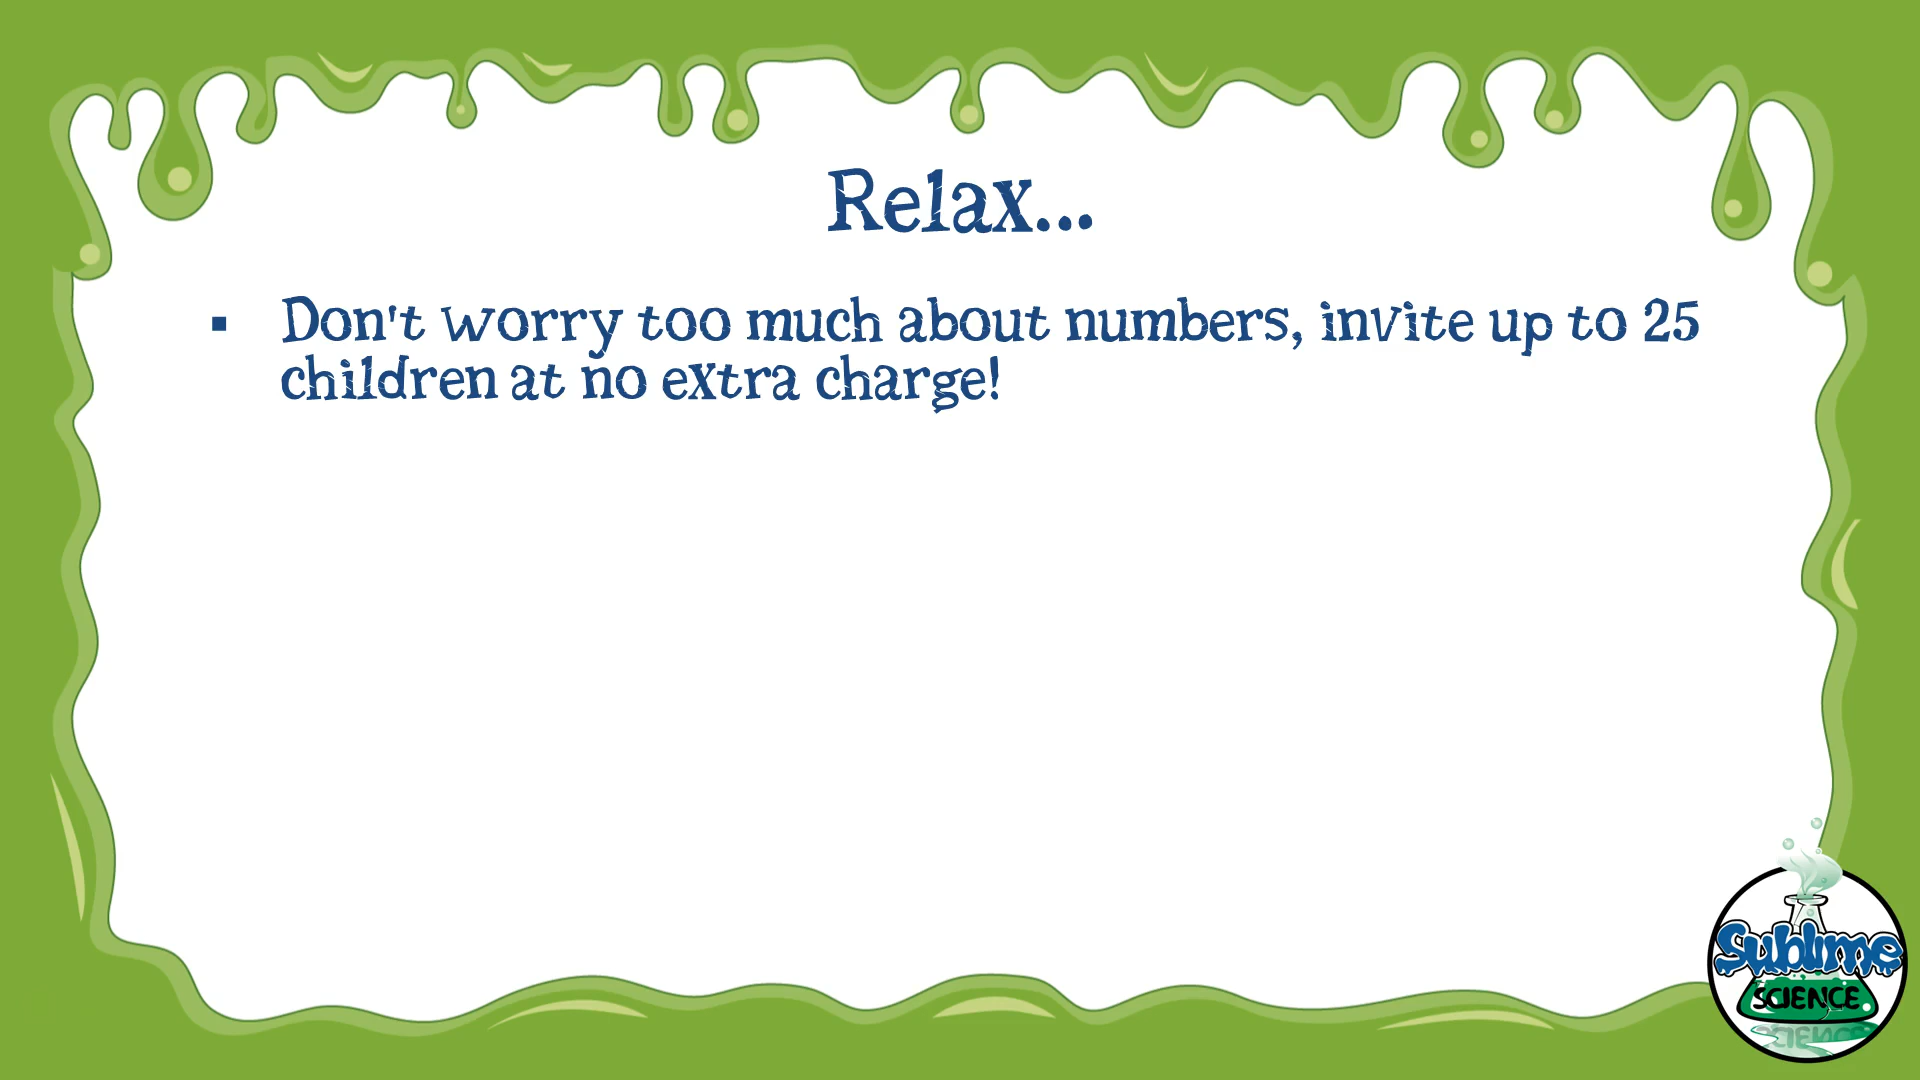 Relax...
▪ Don't worry too much about numbers, invite up to 25
children at no extra charge!
Sublime
SCIENCE